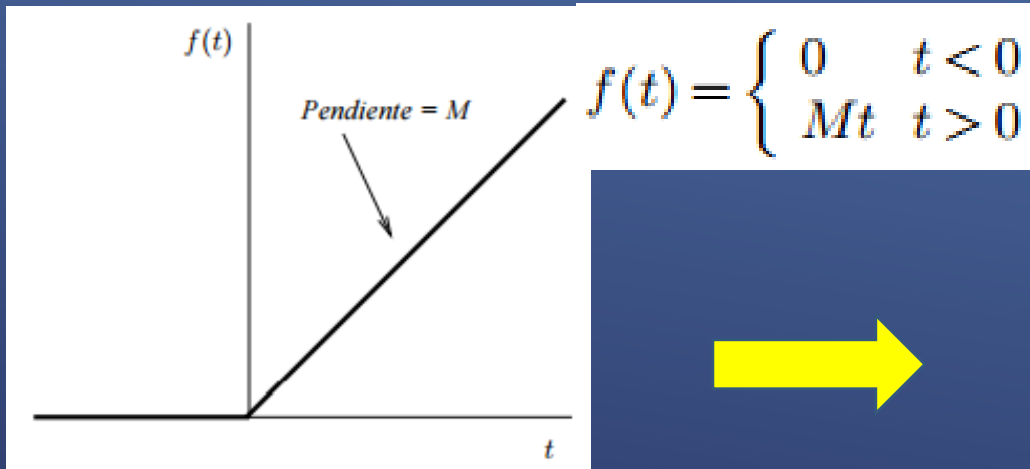 f(t)
Pendiente = M
t
f(t) = { 0 t < 0
Mt t > 0